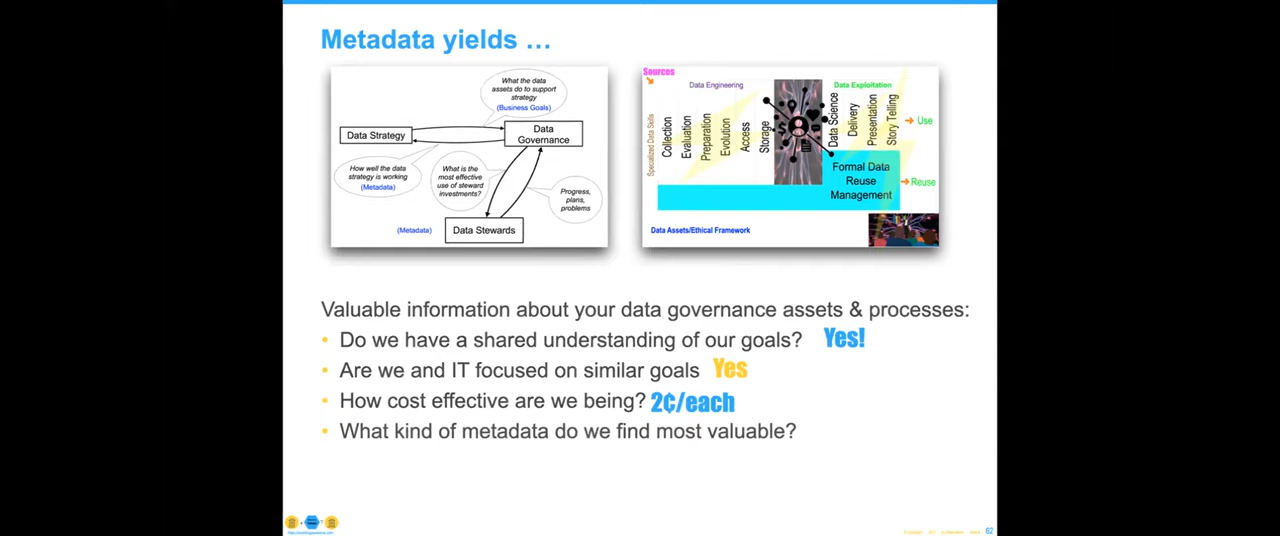 Metadata yields …
What the data
assets do to support
strategy
(Business Goals)
Data Strategy
Data
Governance
How well the data
strategy is working
(Metadata)
What is the
most effective
use of steward
investments?
Progress,
plans,
problems
(Metadata)
Data Stewards
Sources
Data Engineering
Data Exploitation
Specialized Data Skills
Collection
Evaluation
Preparation
Evolution
Access
Storage
Data Science
Delivery
Presentation
Story Telling
Use
Formal Data
Reuse
Management
Reuse
Data Assets/Ethical Framework
Valuable information about your data governance assets & processes:
• Do we have a shared understanding of our goals? Yes!
• Are we and IT focused on similar goals Yes
• How cost effective are we being? 2¢/each
• What kind of metadata do we find most valuable?
62